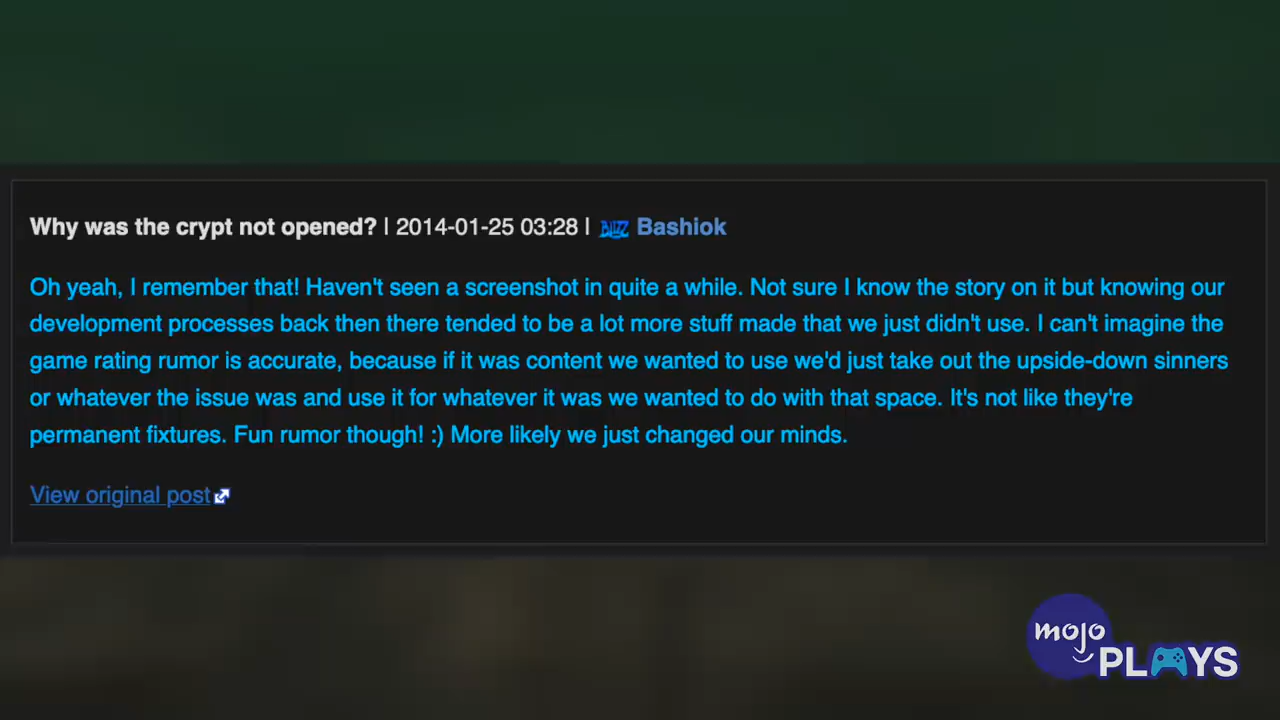 Why was the crypt not opened? | 2014-01-25 03:28 | BLIZZ Bashiok
Oh yeah, I remember that! Haven't seen a screenshot in quite a while. Not sure I know the story on it but knowing our
development processes back then there tended to be a lot more stuff made that we just didn't use. I can't imagine the
game rating rumor is accurate, because if it was content we wanted to use we'd just take out the upside-down sinners
or whatever the issue was and use it for whatever it was we wanted to do with that space. It's not like they're
permanent fixtures. Fun rumor though! :) More likely we just changed our minds.
View original post
mojo
PLAYS